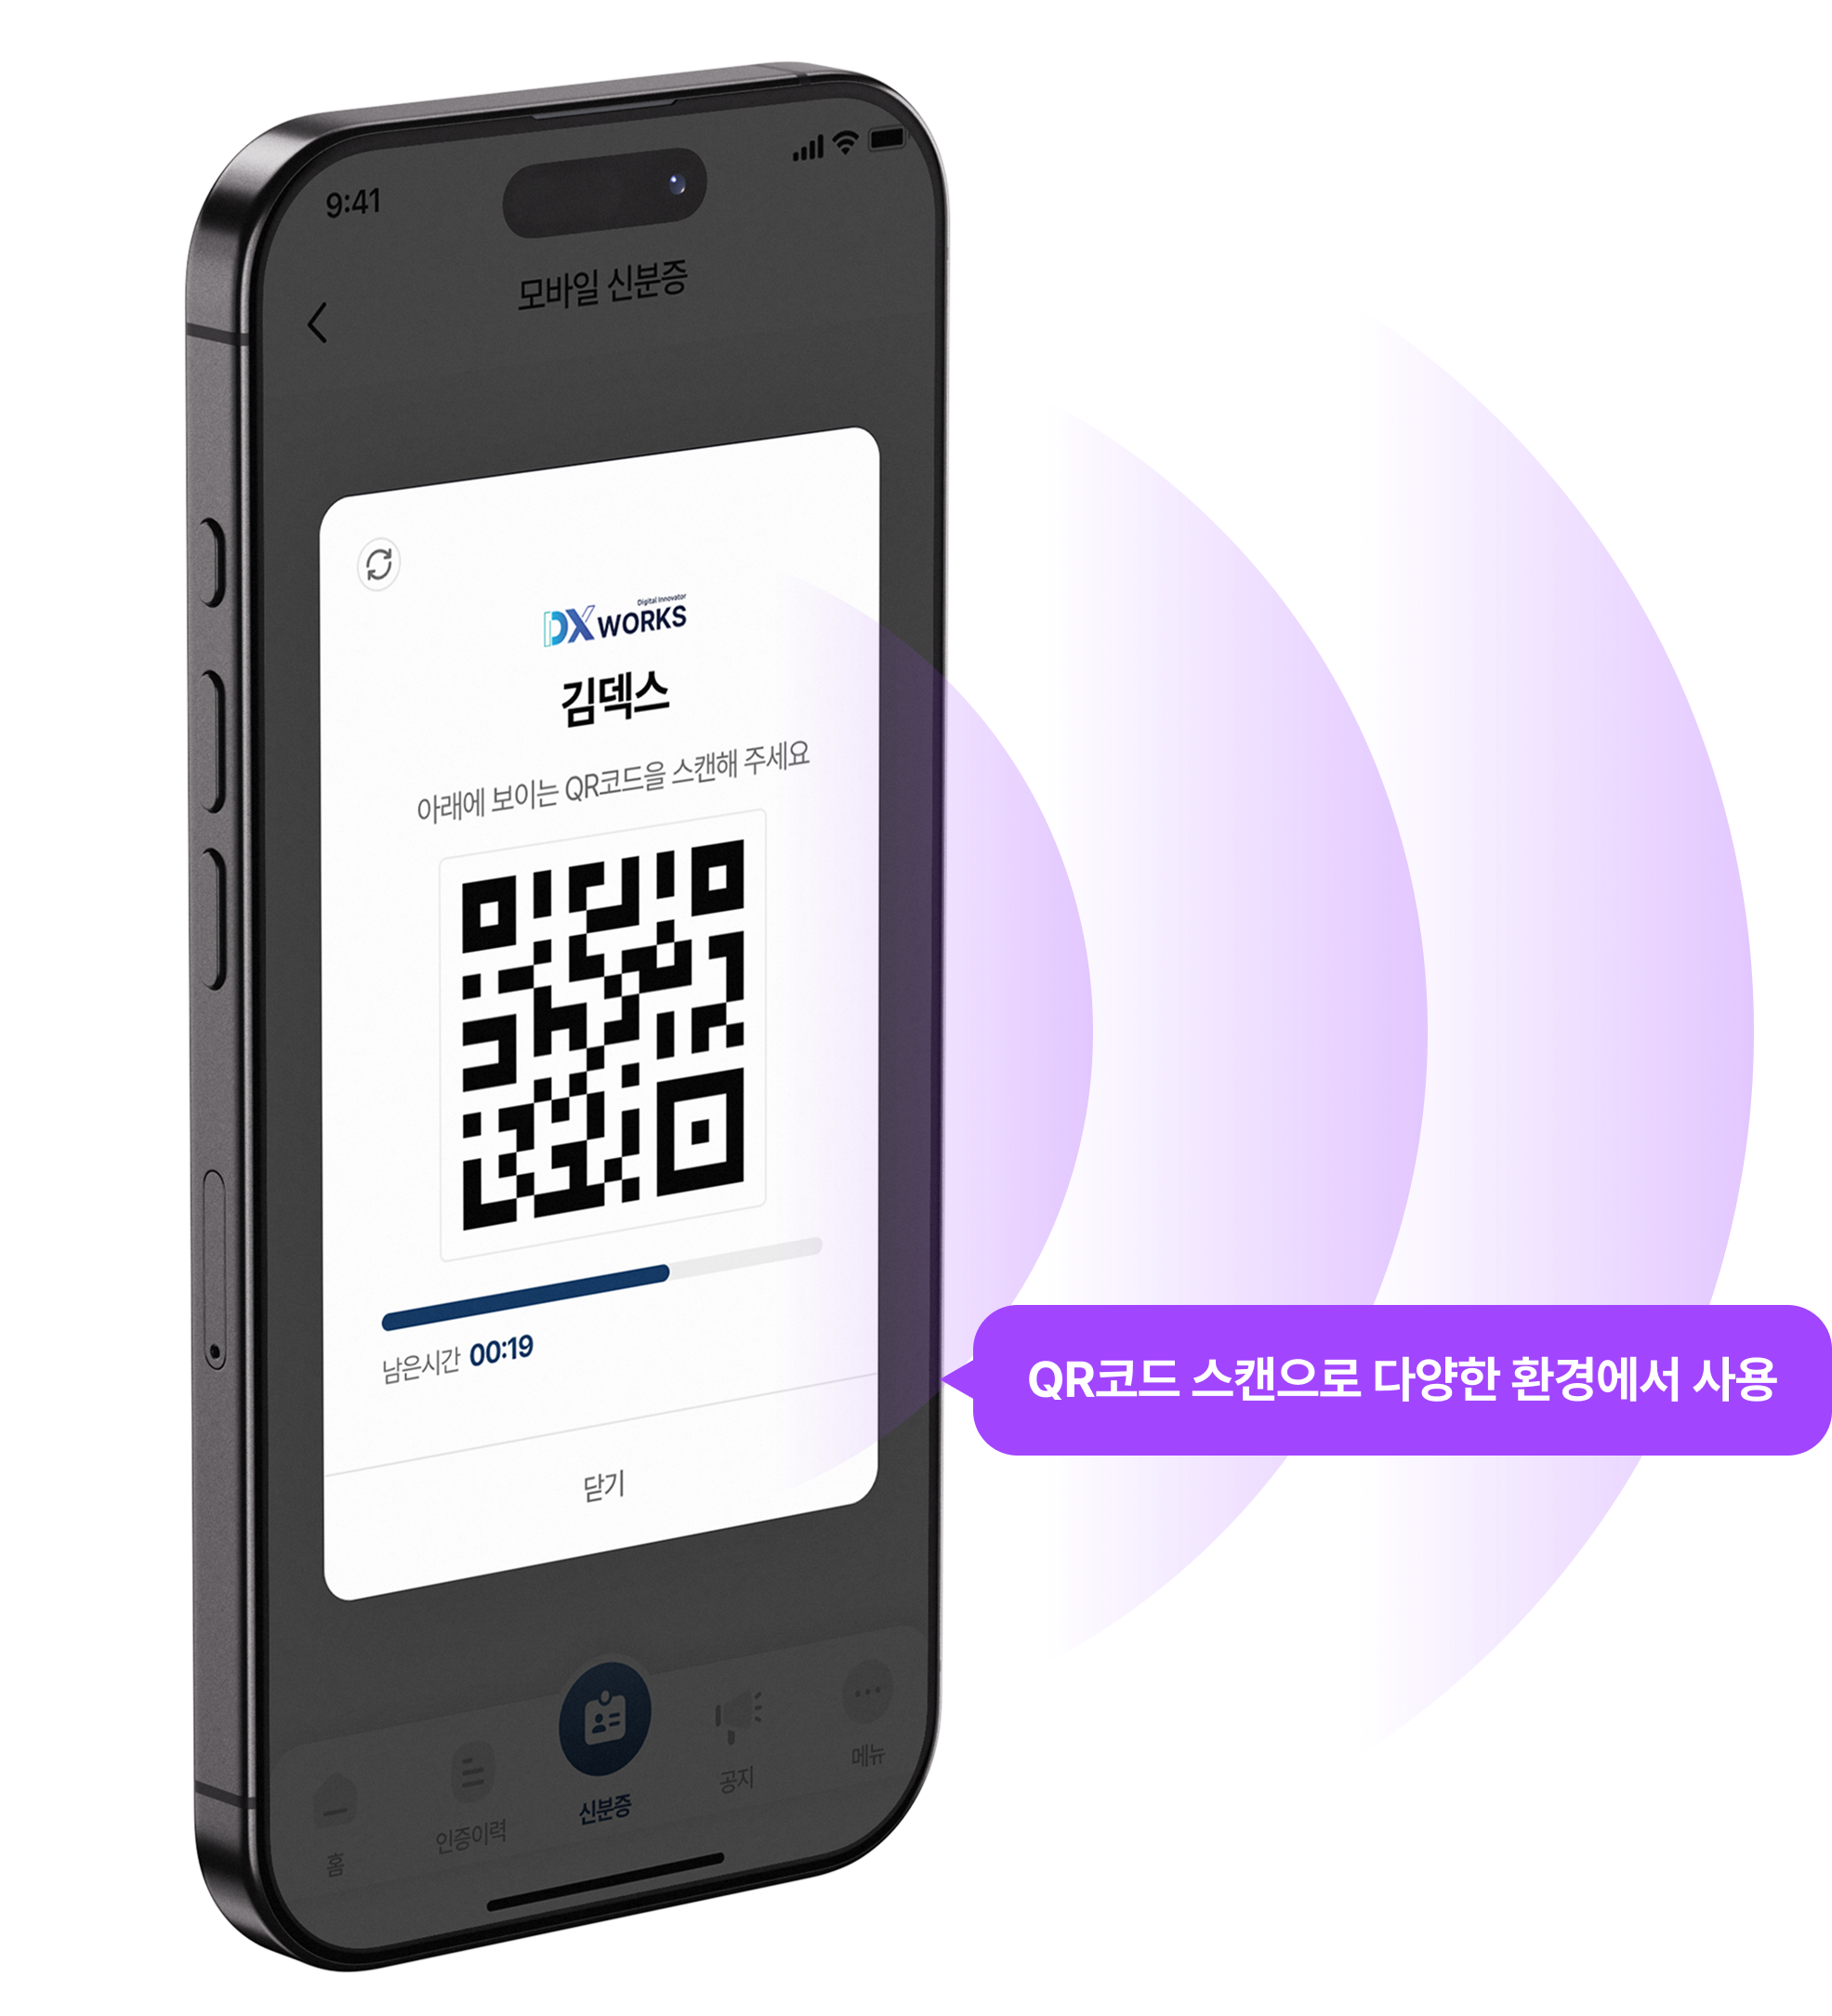 9:41
모바일 신분증
Digital Innovator
DX WORKS
김덱스
아래에 보이는 QR코드을 스캔해 주세요
남은시간 00:19
QR코드 스캔으로 다양한 환경에서 사용
닫기
홈
인증이력
신분증
공지
메뉴